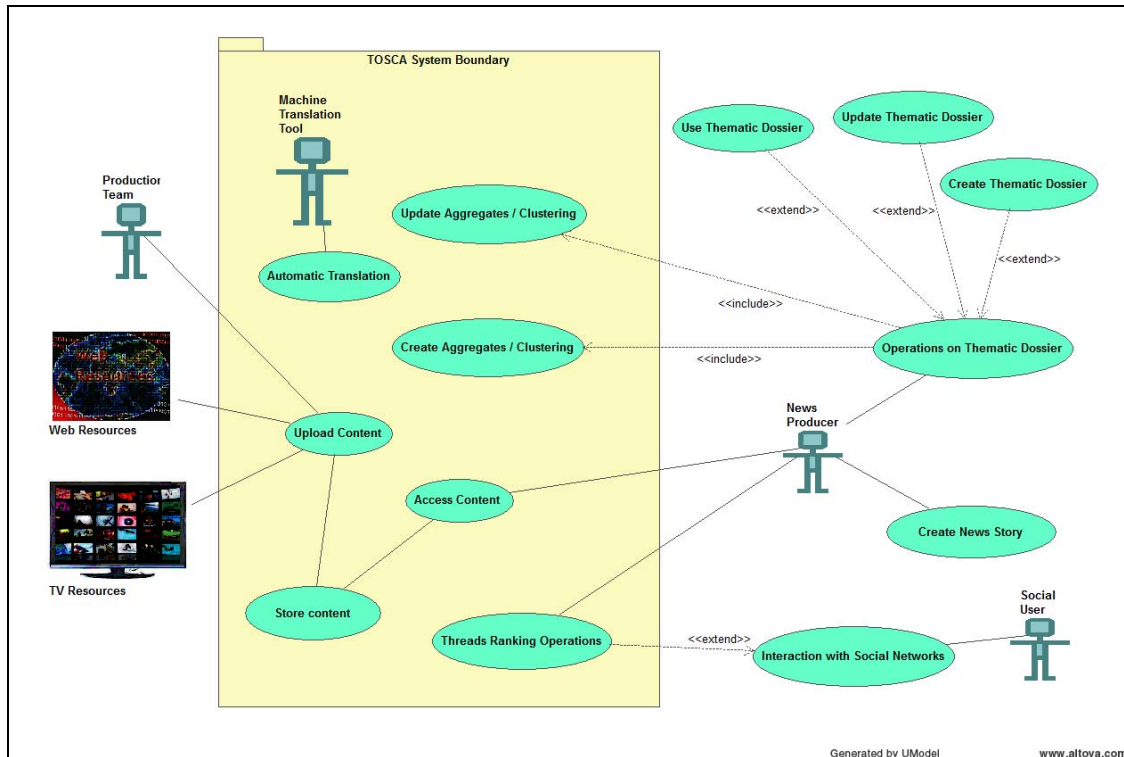 TOSCA System Boundary
Machine
Translation
Tool
Use Thematic Dossier
Update Thematic Dossier
Production
Team
Create Thematic Dossier
Update Aggregates / Clustering
<<extend>>
<<extend>>
<<extend>>
Automatic Translation
<<include>>
Create Aggregates / Clustering
<<include>>
Operations on Thematic Dossier
Web
Resources
Web Resources
Upload Content
News
Producer
Access Content
Create News Story
TV Resources
Store content
Social
User
Threads Ranking Operations
<<extend>>
Interaction with Social Networks
Generated by UModel
www.altova.com